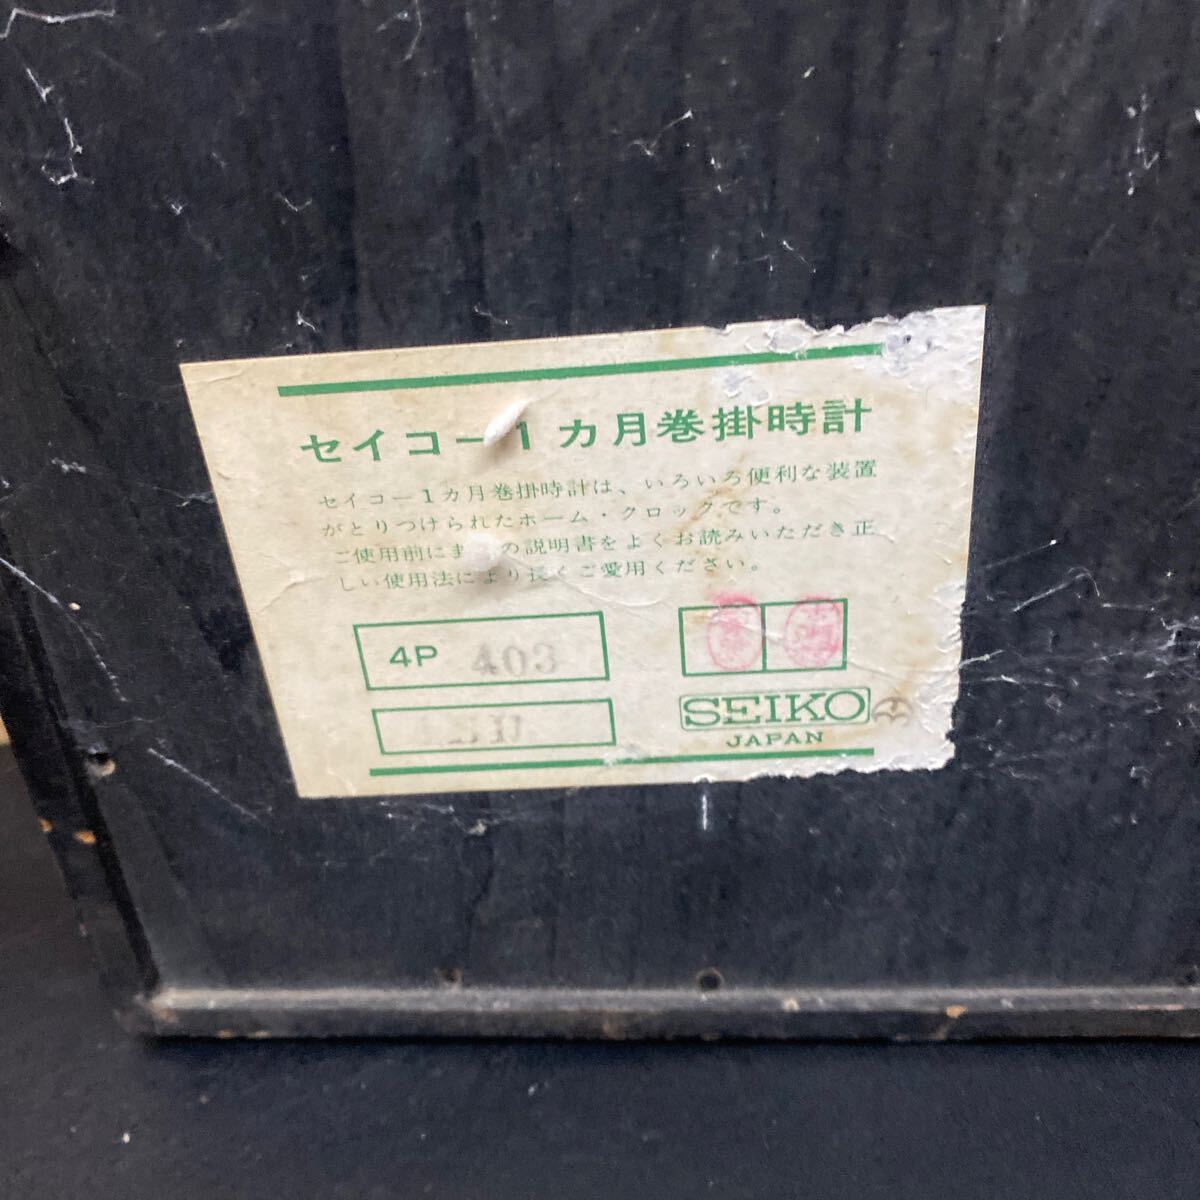 セイコー1カ月巻掛時計
セイコー1カ月巻掛時計は、いろいろ便利な装置
がとりつけられたホーム・クロックです。
ご使用前にま の説明書をよくお読みいただき正
しい使用法により長くご愛用ください。
4P 403
SEIKO
JAPAN